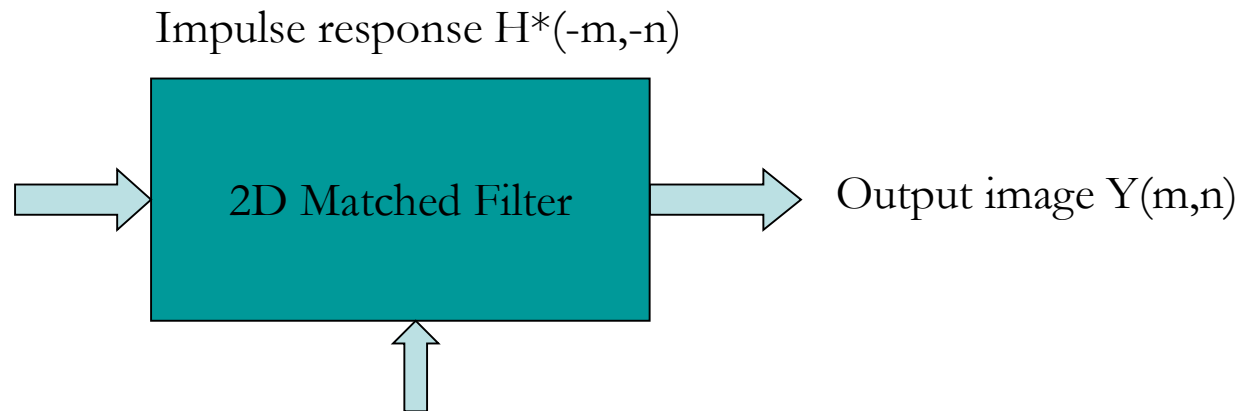 Impulse response H*(-m,-n)
2D Matched Filter
Output image Y(m,n)